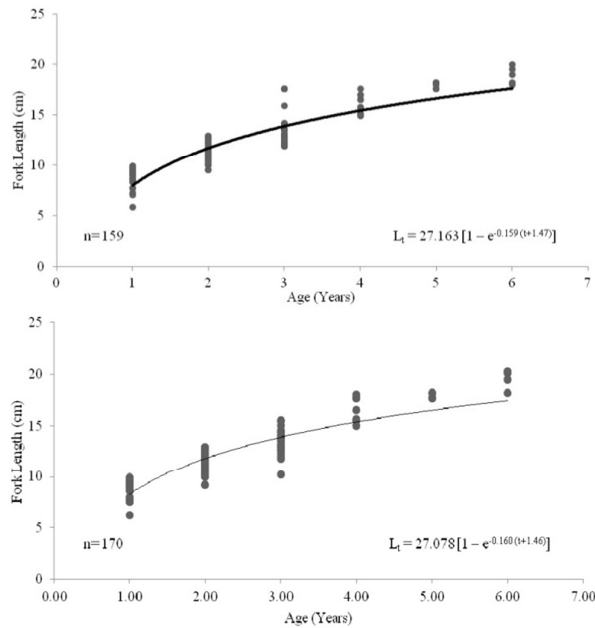 25
20
15
10
5
0
Fork Length (cm)
n=159
Lt = 27.163 [1 – e-0.159 (t+1.47)]
0 1 2 3 4 5 6 7
Age (Years)
25
20
15
10
5
0
Fork Length (cm)
n=170
Lt = 27.078 [1 – e-0.160 (t+1.46)]
0.00 1.00 2.00 3.00 4.00 5.00 6.00 7.00
Age (Years)